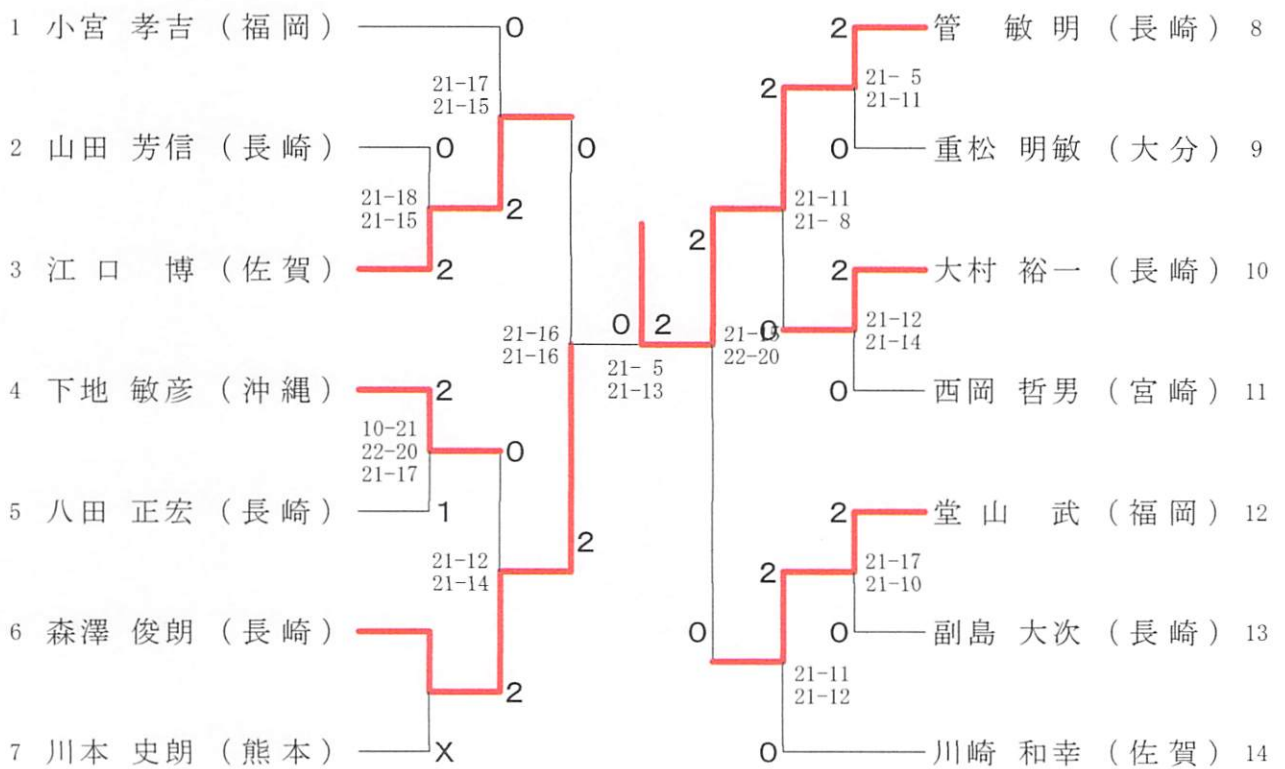 1 小宮 孝吉 (福岡) 0
21-17
21-15
2 山田 芳信 (長崎) 0
0
21-18
21-15
2
3 江口 博 (佐賀) 2
21-16
21-16
4 下地 敏彦 (沖縄) 2
10-21
22-20
21-17
0
5 八田 正宏 (長崎) 1
2
21-12
21-14
6 森澤 俊朗 (長崎)
2
7 川本 史朗 (熊本) X
0 2
21- 5
21-13
2 管 敏明 (長崎) 8
2
21- 5
21-11
0 重松 明敏 (大分) 9
21-11
21- 8
2
2 大村 裕一 (長崎) 10
0
21-12
21-14
21-15
22-20
0 西岡 哲男 (宮崎) 11
2 堂山 武 (福岡) 12
2
21-17
21-10
0 副島 大次 (長崎) 13
0
21-11
21-12
0 川崎 和幸 (佐賀) 14